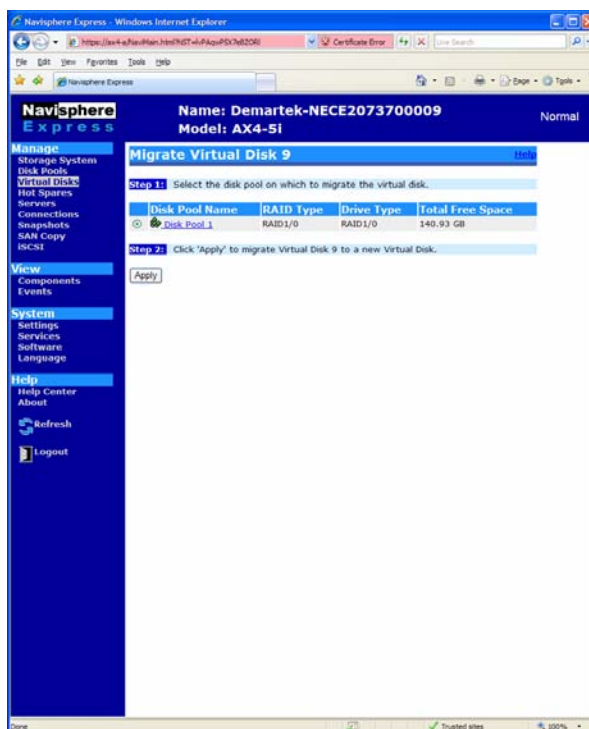 Navisphere Express - Windows Internet Explorer
Certificate Error
Live Search
File Edit View Favorites Tools Help
Navisphere Express
Page Tools
Navisphere Express
Name: Demartek-NECE2073700009
Model: AX4-5i
Normal
Manage
Storage System
Disk Pools
Virtual Disks
Hot Spares
Servers
Connections
Snapshots
SAN Copy
iSCSI
View
Components
Events
System
Settings
Services
Software
Language
Help
Help Center
About
Refresh
Logout
Migrate Virtual Disk 9
Help
Step 1: Select the disk pool on which to migrate the virtual disk.
Disk Pool Name RAID Type Drive Type Total Free Space
Disk Pool 1 RAID1/0 RAID1/0 140.93 GB
Step 2: Click 'Apply' to migrate Virtual Disk 9 to a new Virtual Disk.
Apply
Done
Trusted sites
100%